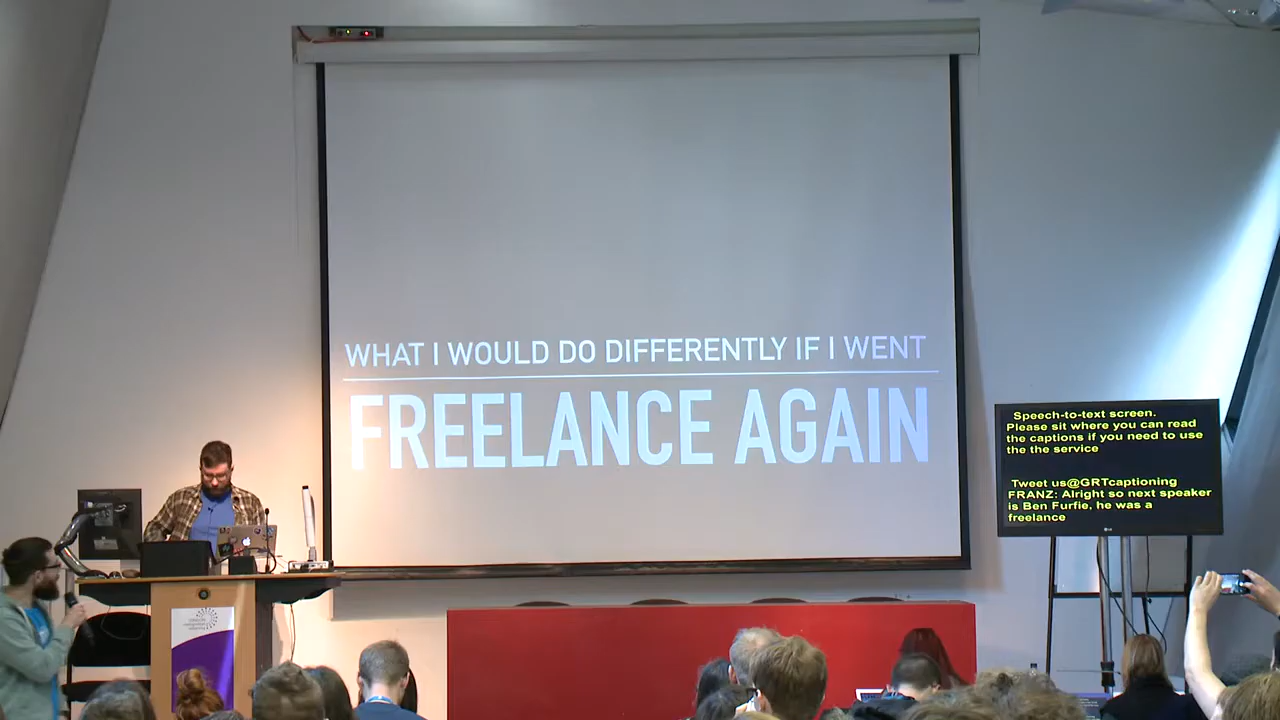 WHAT I WOULD DO DIFFERENTLY IF I WENT
FREELANCE AGAIN
Speech-to-text screen.
Please sit where you can read
the captions if you need to use
the the service
Tweet us@GRTcaptioning
FRANZ: Alright so next speaker
is Ben Furfie, he was a
freelance